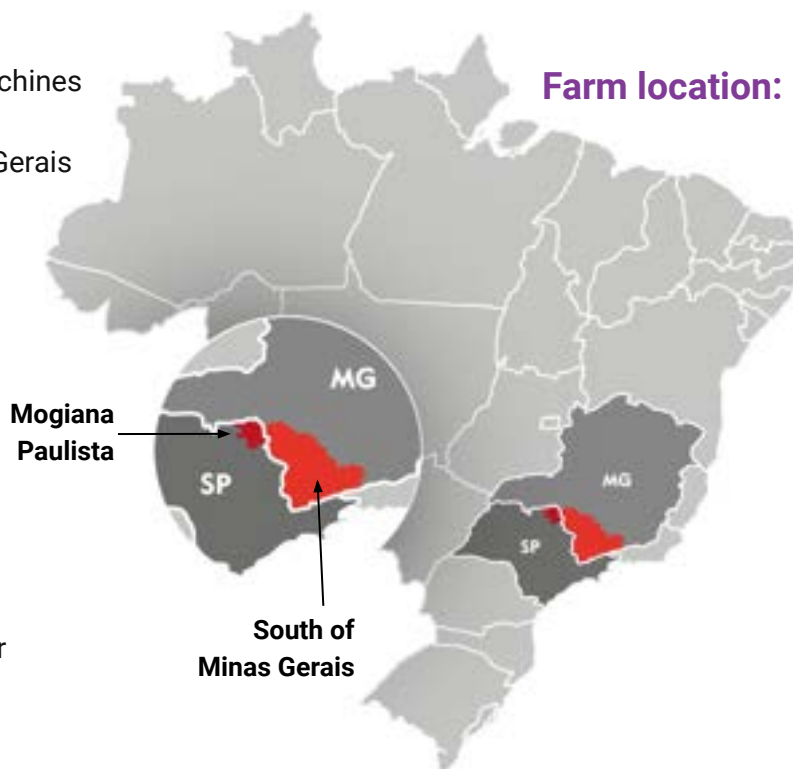 chines
Farm location:
Gerais
MG
Mogiana
Paulista
SP
MG
SP
South of
Minas Gerais
r